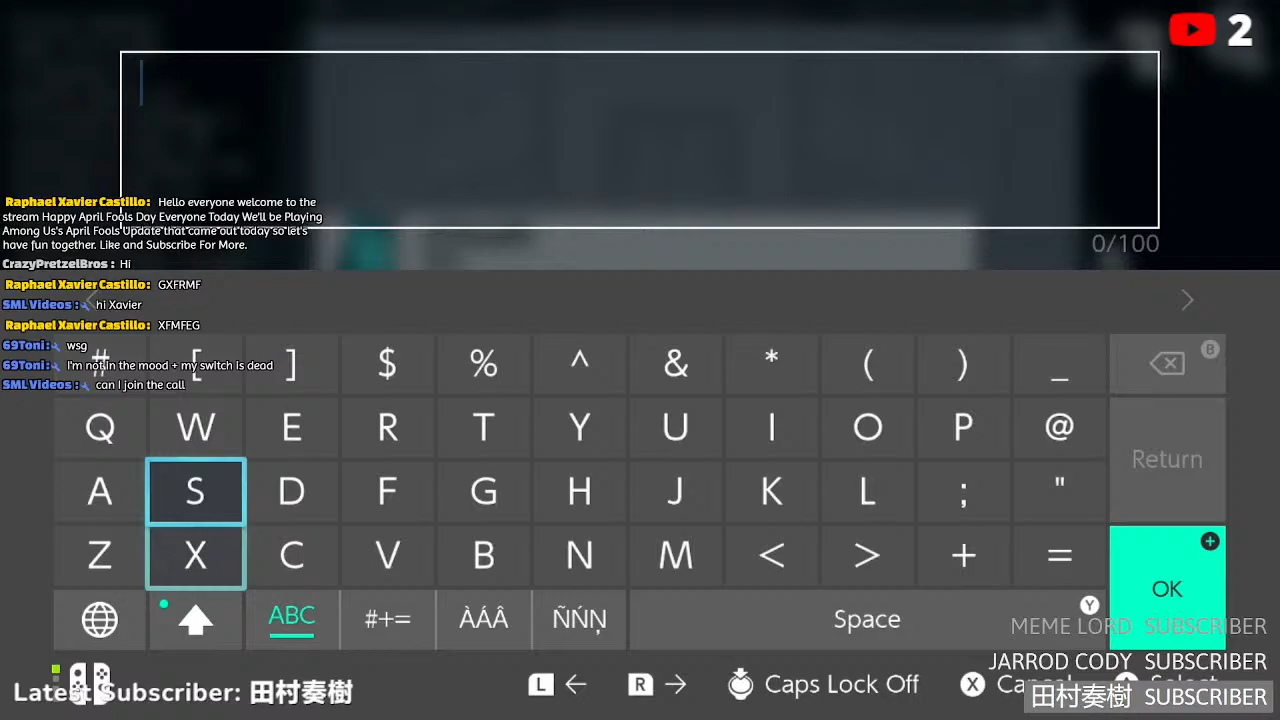 2
Raphael Xavier Castillo: Hello everyone welcome to the
stream Happy April Fools Day Everyone Today We'll be Playing
Among Us's April Fools Update that came out today so let's
have fun together. Like and Subscribe For More.
0/100
CrazyPretzelBros: Hi
Raphael Xavier Castillo: GXFRMF
SML Videos: hi Xavier
Raphael Xavier Castillo: XFMFEG
69Toni: wsg
69Toni: I'm not in the mood + my switch is dead
SML Videos: can I join the call
# [ ] $ % ^ & * ( ) _ B
Q W E R T Y U I O P @
Return
A S D F G H J K L ; "
Z X C V B N M < > + =
OK
ABC #+= ÀÁÂ ÑŃŅ Space Y
MEME LORD SUBSCRIBER
JARROD CODY SUBSCRIBER
Latest Subscriber: 田村奏樹
L ← R → Caps Lock Off X Cancel Select
田村奏樹 SUBSCRIBER